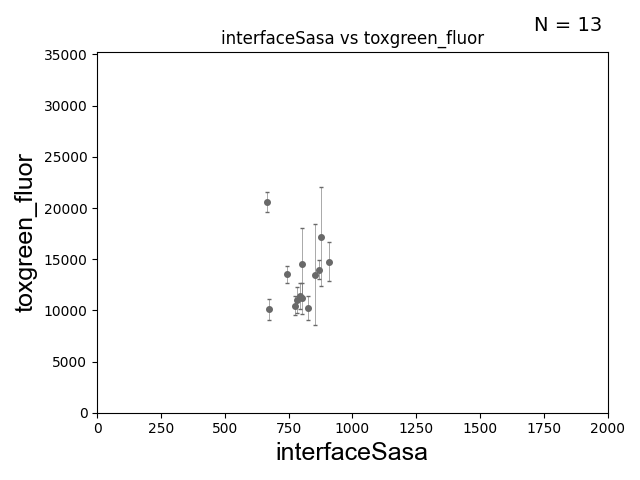 N = 13
interfaceSasa vs toxgreen_fluor
35000
30000
25000
20000
15000
10000
5000
0
toxgreen_fluor
0 250 500 750 1000 1250 1500 1750 2000
interfaceSasa